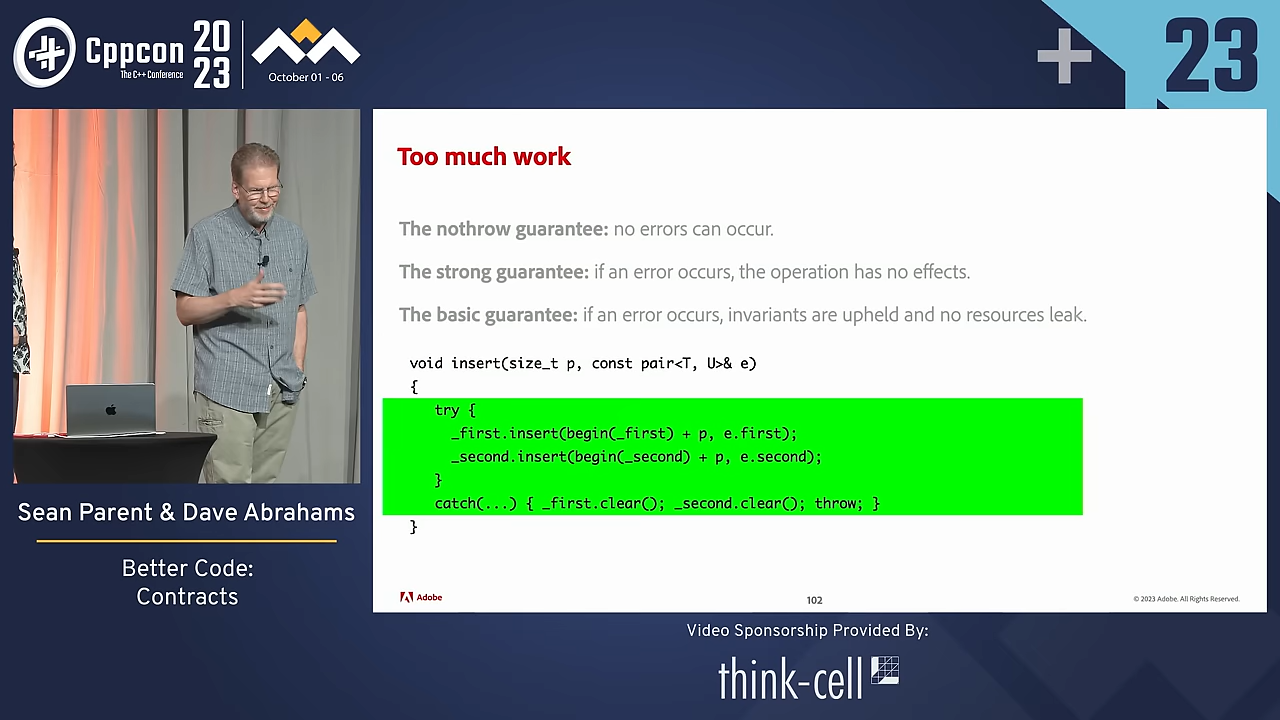 Cppcon
The C++ Conference
20
23
October 01 - 06
23
Too much work
The nothrow guarantee: no errors can occur.
The strong guarantee: if an error occurs, the operation has no effects.
The basic guarantee: if an error occurs, invariants are upheld and no resources leak.
void insert(size_t p, const pair<T, U>& e)
{
try {
_first.insert(begin(_first) + p, e.first);
_second.insert(begin(_second) + p, e.second);
}
catch(...) { _first.clear(); _second.clear(); throw; }
}
Adobe
102
© 2023 Adobe. All Rights Reserved.
Sean Parent & Dave Abrahams
Better Code:
Contracts
Video Sponsorship Provided By:
think-cell